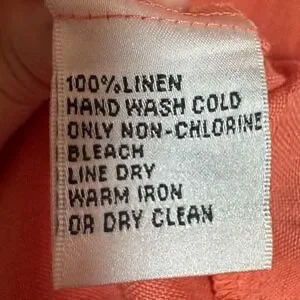 100%LINEN
HAND WASH COLD
ONLY NON-CHLORINE
BLEACH
LINE DRY
WARM IRON
OR DRY CLEAN